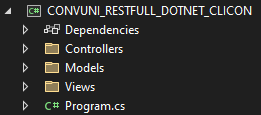 C# CONVUNI_RESTFULL_DOTNET_CLICON
Dependencies
Controllers
Models
Views
C# Program.cs